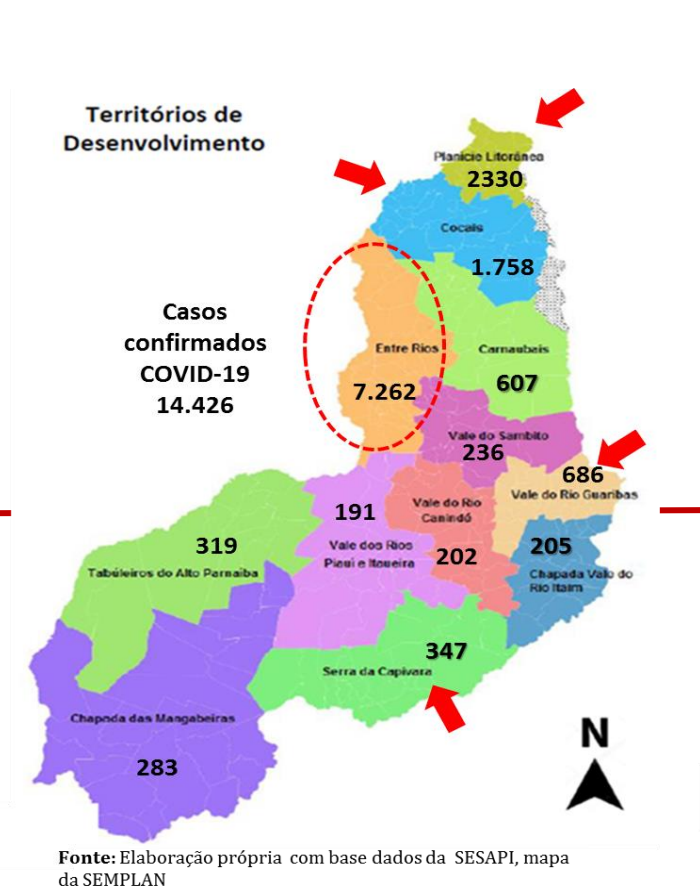 Territórios de
Desenvolvimento
Planície Litorânea
2330
Cocais
1.758
Casos
confirmados
COVID-19
14.426
Entre Rios
7.262
Carnaubais
607
Vale do Sambito
236
686
Vale do Rio Guaribas
191
Vale do Rio
Canindé
319
Vale dos Rios
Piauí e Itaueira
202
205
Tabuleiros do Alto Parnaíba
Chapada Vale do
Rio Itaim
347
Serra da Capivara
Chapada das Mangabeiras
283
N
Fonte: Elaboração própria com base dados da SESAPI, mapa
da SEMPLAN